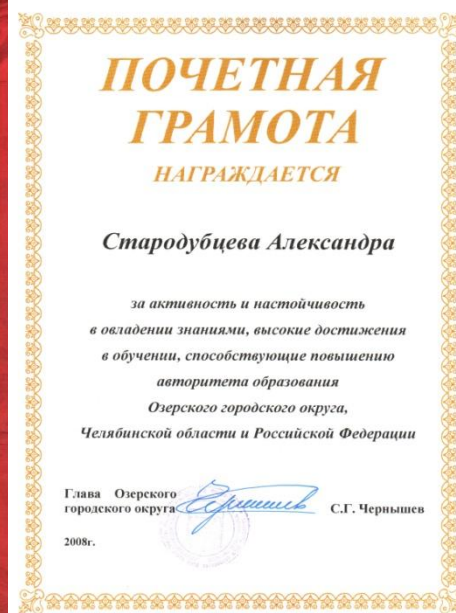 ПОЧЕТНАЯ
ГРАМОТА
НАГРАЖДАЕТСЯ
Стародубцева Александра
за активность и настойчивость
в овладении знаниями, высокие достижения
в обучении, способствующие повышению
авторитета образования
Озерского городского округа,
Челябинской области и Российской Федерации
Глава Озерского
городского округа С.Г. Чернышев
2008г.